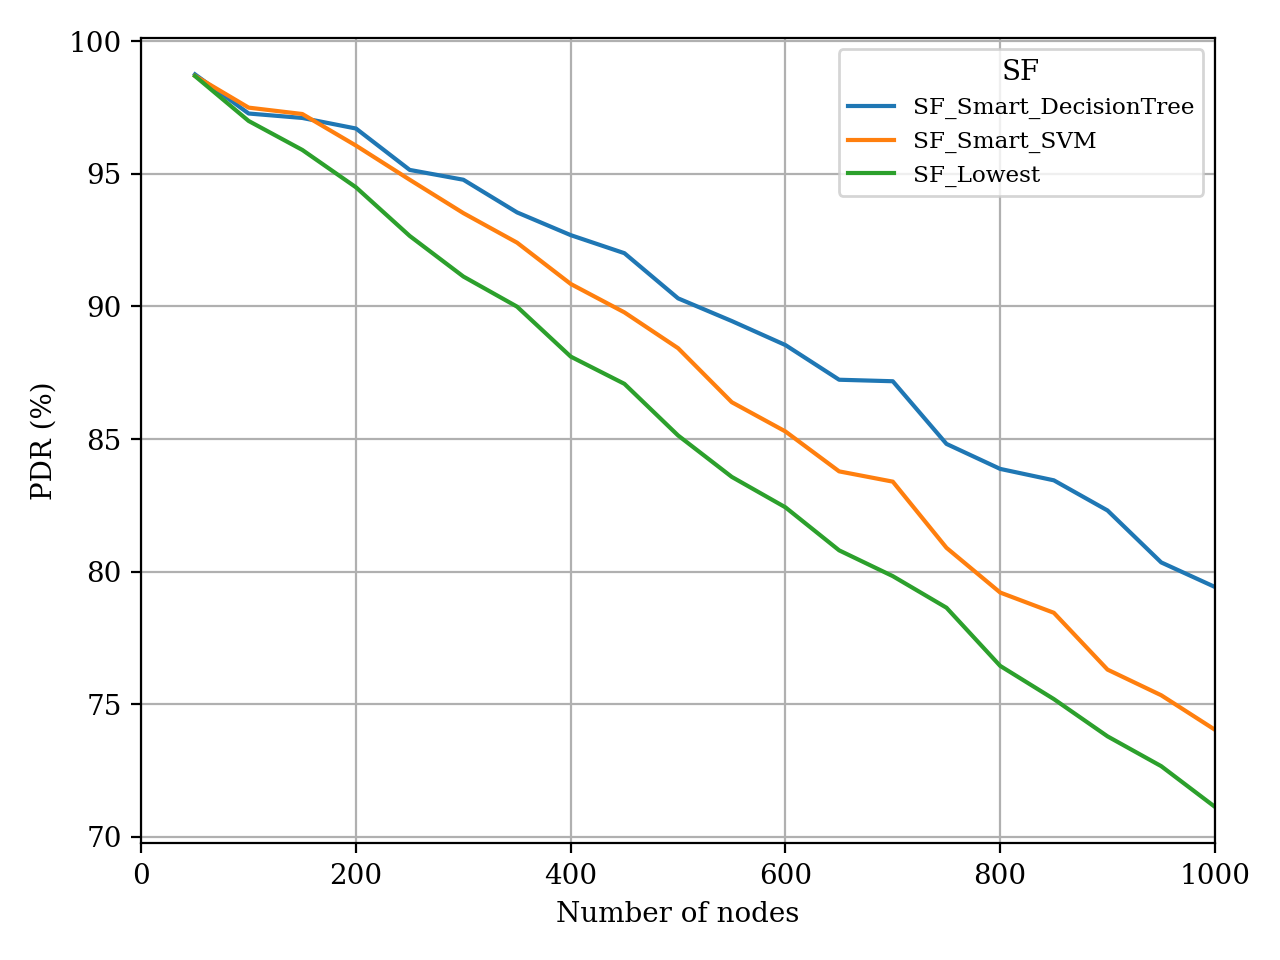 100
95
90
85
80
75
70
PDR (%)
SF
SF_Smart_DecisionTree
SF_Smart_SVM
SF_Lowest
0 200 400 600 800 1000
Number of nodes